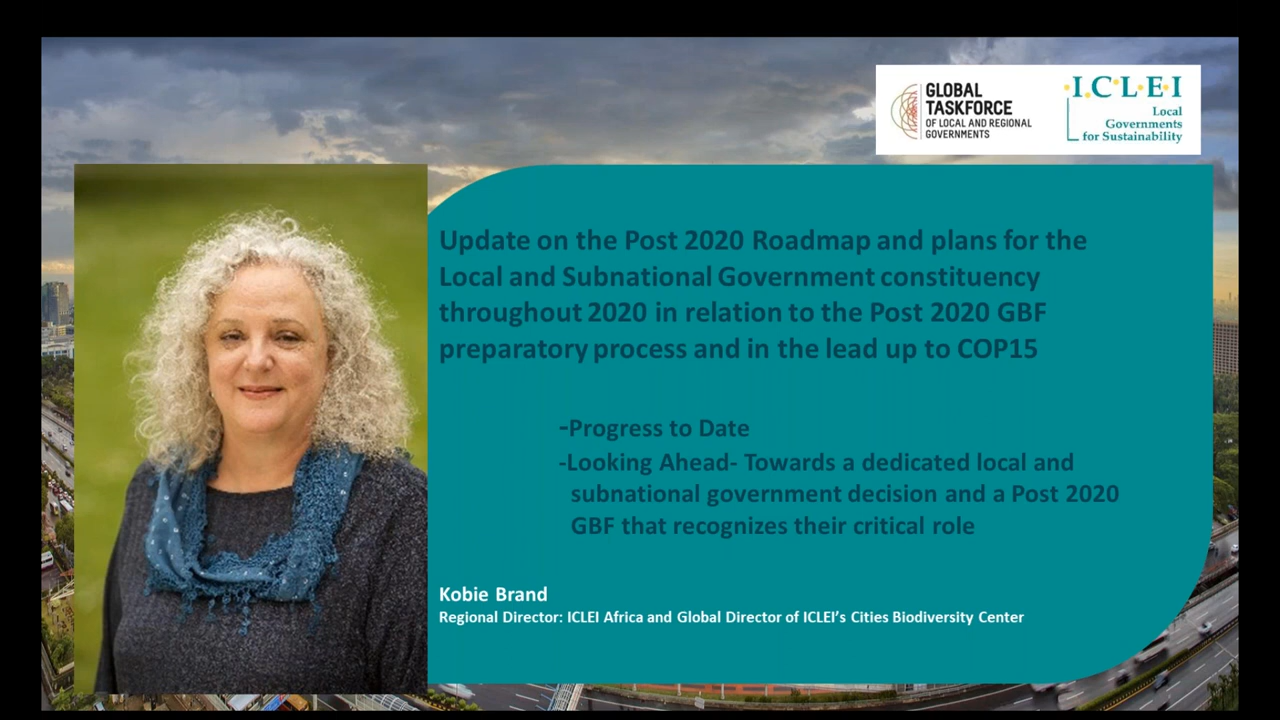 GLOBAL
TASKFORCE
OF LOCAL AND REGIONAL
GOVERNMENTS
I.C.L.E.I
Local
Governments
for Sustainability
Update on the Post 2020 Roadmap and plans for the
Local and Subnational Government constituency
throughout 2020 in relation to the Post 2020 GBF
preparatory process and in the lead up to COP15
-Progress to Date
-Looking Ahead- Towards a dedicated local and
subnational government decision and a Post 2020
GBF that recognizes their critical role
Kobie Brand
Regional Director: ICLEI Africa and Global Director of ICLEI's Cities Biodiversity Center